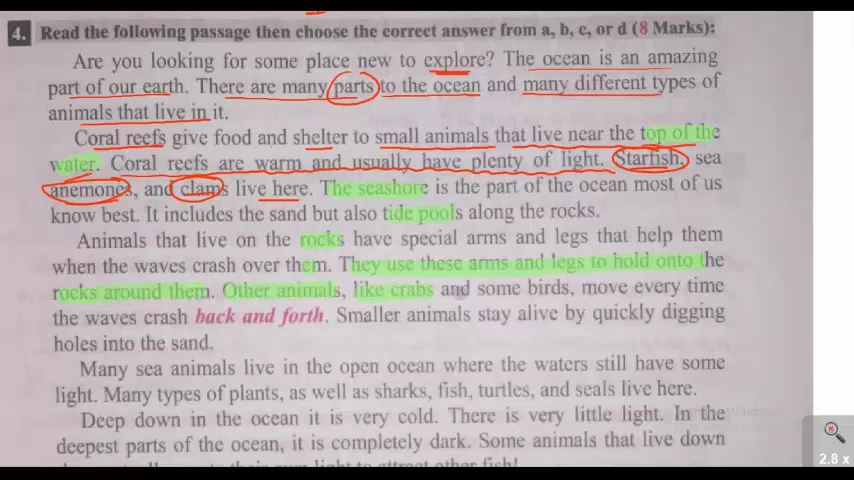 4. Read the following passage then choose the correct answer from a, b, c, or d (8 Marks):
Are you looking for some place new to explore? The ocean is an amazing
part of our earth. There are many parts to the ocean and many different types of
animals that live in it.
Coral reefs give food and shelter to small animals that live near the top of the
water. Coral reefs are warm and usually have plenty of light. Starfish, sea
anemones, and clams live here. The seashore is the part of the ocean most of us
know best. It includes the sand but also tide pools along the rocks.
Animals that live on the rocks have special arms and legs that help them
when the waves crash over them. They use these arms and legs to hold onto the
rocks around them. Other animals, like crabs and some birds, move every time
the waves crash back and forth. Smaller animals stay alive by quickly digging
holes into the sand.
Many sea animals live in the open ocean where the waters still have some
light. Many types of plants, as well as sharks, fish, turtles, and seals live here.
Deep down in the ocean it is very cold. There is very little light. In the
deepest parts of the ocean, it is completely dark. Some animals that live down
light to attract other fish!
2.8 x